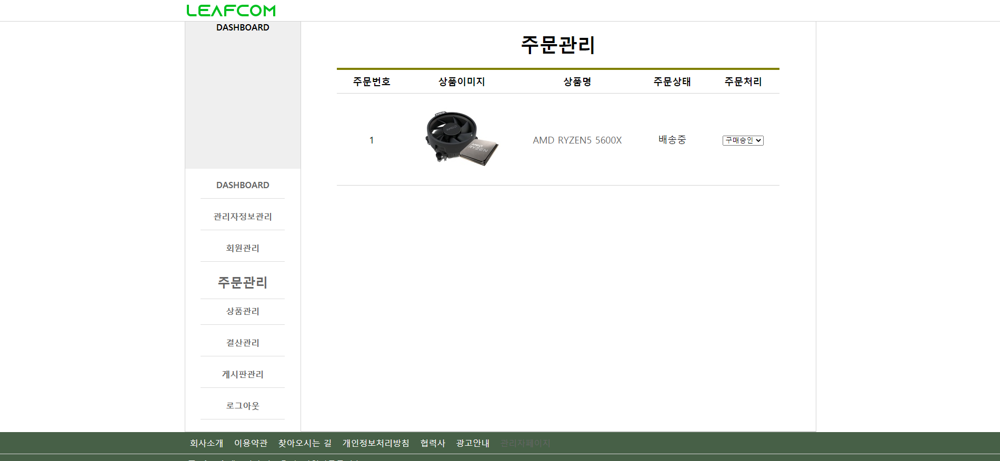 LEAFCOM
DASHBOARD
DASHBOARD
관리자정보관리
회원관리
주문관리
상품관리
결산관리
게시판관리
로그아웃
주문관리
주문번호 상품이미지 상품명 주문상태 주문처리
AMD
AMD
AMD
RYZEN
1 AMD RYZEN5 5600X 배송중 구매승인
회사소개 이용약관 찾아오시는 길 개인정보처리방침 협력사 광고안내 관리자페이지